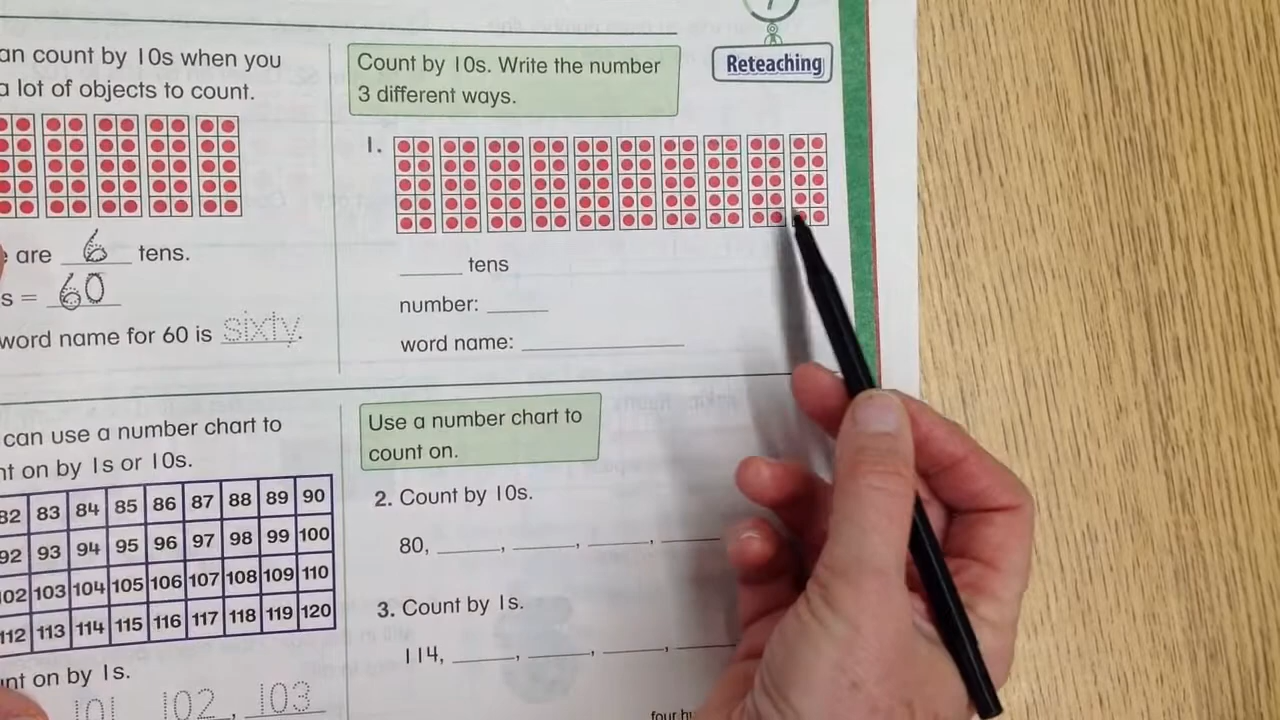 an count by 10s when you
a lot of objects to count.
are 6 tens.
s = 60
word name for 60 is sixty.
Count by 10s. Write the number
3 different ways.
Reteaching
1.
tens
number:
word name:
can use a number chart to
nt on by 1s or 10s.
82 83 84 85 86 87 88 89 90
92 93 94 95 96 97 98 99 100
102 103 104 105 106 107 108 109 110
112 113 114 115 116 117 118 119 120
nt on by 1s.
101, 102, 103
Use a number chart to
count on.
2. Count by 10s.
80,
3. Count by 1s.
114,